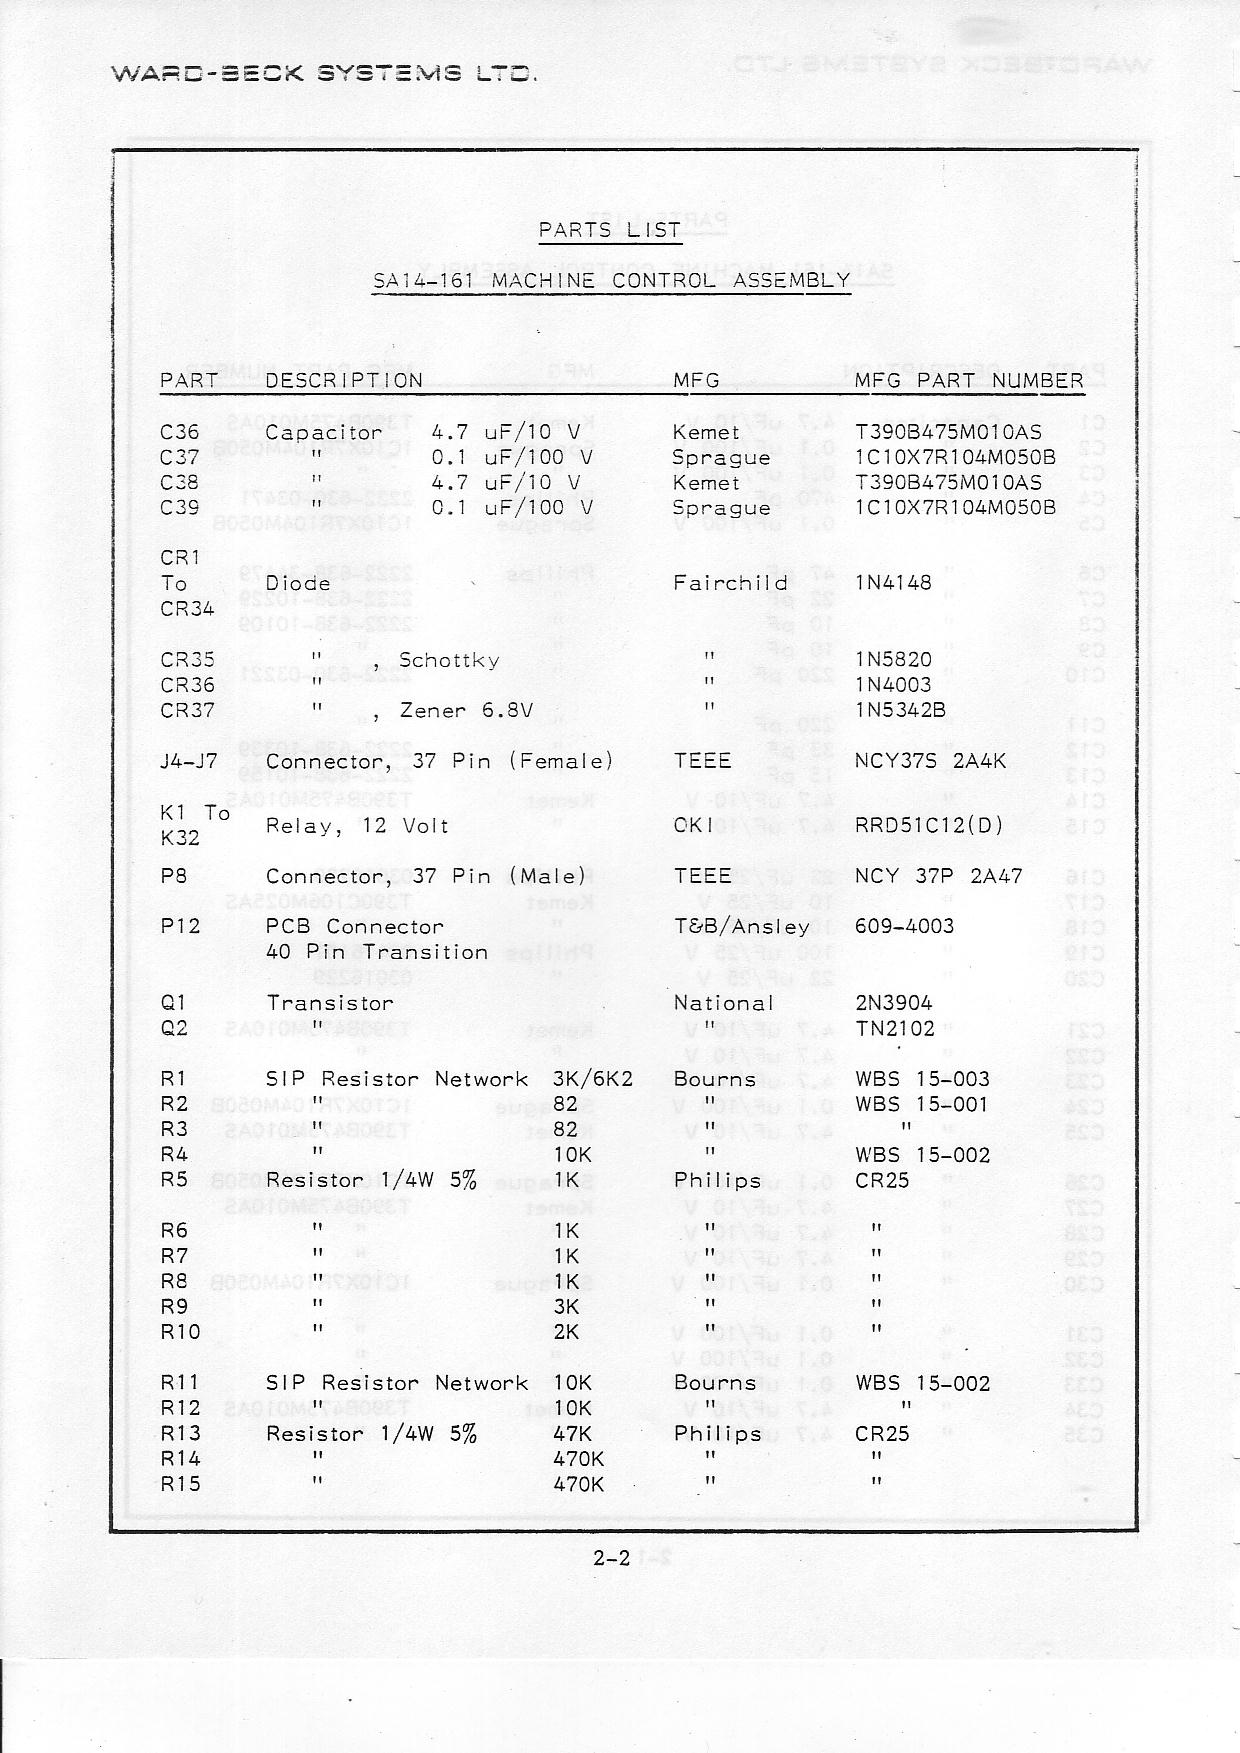 WARD-BECK SYSTEMS LTD.
PARTS LIST
SA14-161 MACHINE CONTROL ASSEMBLY
PART DESCRIPTION MFG MFG PART NUMBER
C36 Capacitor 4.7 uF/10 V Kemet T390B475M010AS
C37 " 0.1 uF/100 V Sprague 1C10X7R104M050B
C38 " 4.7 uF/10 V Kemet T390B475M010AS
C39 " 0.1 uF/100 V Sprague 1C10X7R104M050B
CR1
To Diode Fairchild 1N4148
CR34
CR35 " , Schottky " 1N5820
CR36 " " 1N4003
CR37 " , Zener 6.8V " 1N5342B
J4-J7 Connector, 37 Pin (Female) TEEE NCY37S 2A4K
K1 To
K32 Relay, 12 Volt OKI RRD51C12(D)
P8 Connector, 37 Pin (Male) TEEE NCY 37P 2A47
P12 PCB Connector T&B/Ansley 609-4003
40 Pin Transition
Q1 Transistor National 2N3904
Q2 " " TN2102
R1 SIP Resistor Network 3K/6K2 Bourns WBS 15-003
R2 " 82 " WBS 15-001
R3 " 82 " "
R4 " 10K " WBS 15-002
R5 Resistor 1/4W 5% 1K Philips CR25
R6 " 1K " "
R7 " 1K " "
R8 " 1K " "
R9 " 3K " "
R10 " 2K " "
R11 SIP Resistor Network 10K Bourns WBS 15-002
R12 " 10K " "
R13 Resistor 1/4W 5% 47K Philips CR25
R14 " 470K " "
R15 " 470K " "
2-2